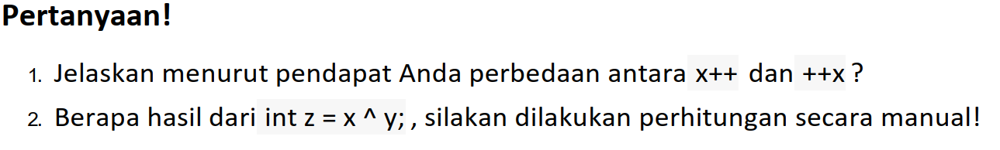 Pertanyaan!
1. Jelaskan menurut pendapat Anda perbedaan antara x++ dan ++x ?
2. Berapa hasil dari int z = x ^ y; , silakan dilakukan perhitungan secara manual!